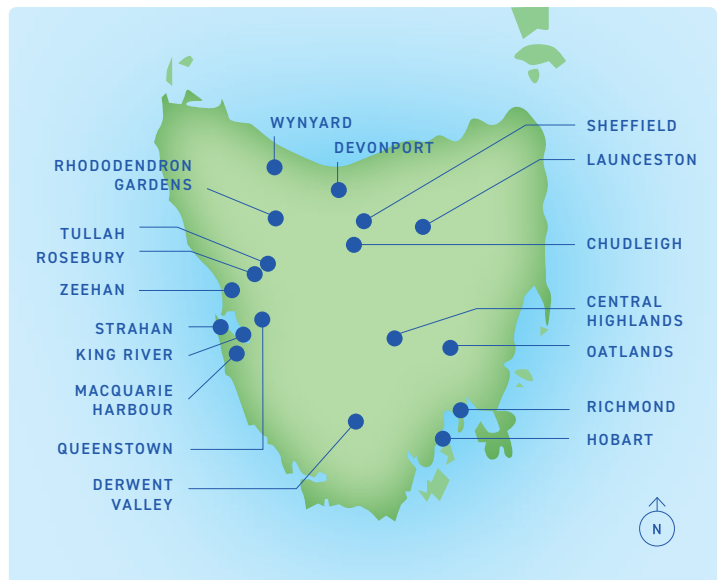 WYNYARD
DEVONPORT
SHEFFIELD
LAUNCESTON
RHODODENDRON
GARDENS
TULLAH
ROSEBURY
ZEEHAN
STRAHAN
KING RIVER
MACQUARIE
HARBOUR
QUEENSTOWN
DERWENT
VALLEY
CHUDLEIGH
CENTRAL
HIGHLANDS
OATLANDS
RICHMOND
HOBART
N